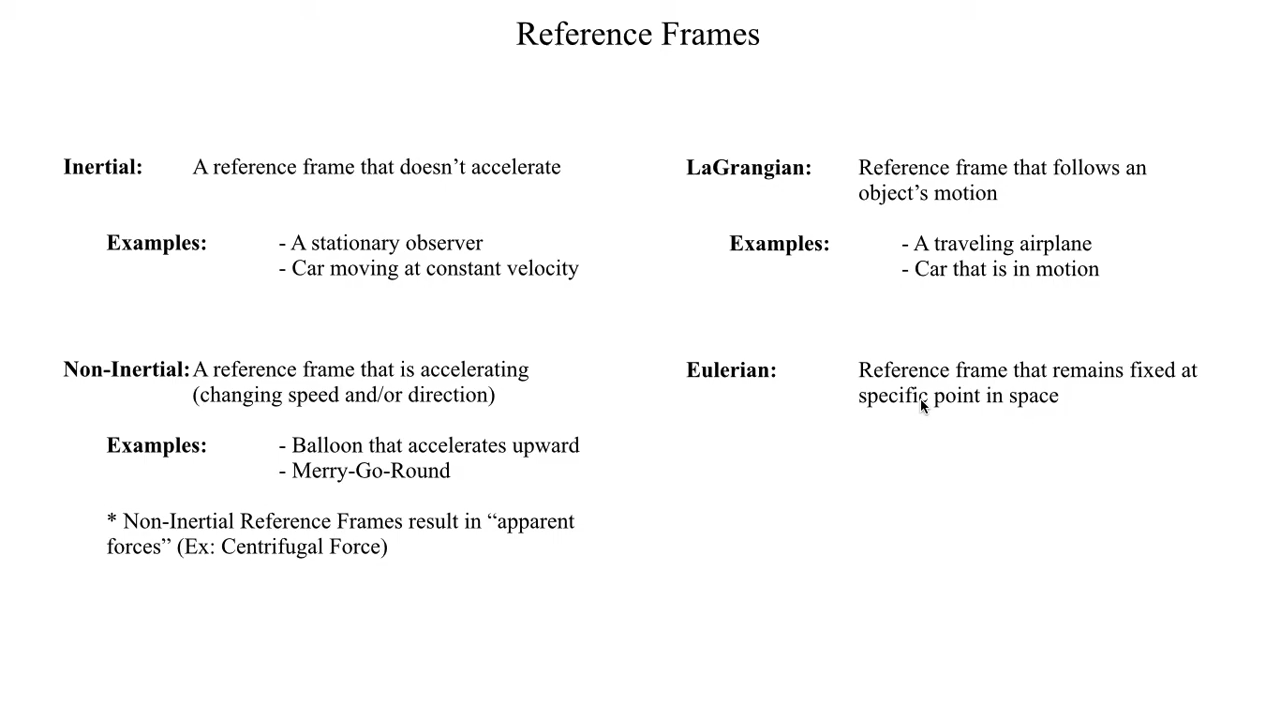 Reference Frames
Inertial: A reference frame that doesn’t accelerate
Examples: - A stationary observer
- Car moving at constant velocity
Non-Inertial: A reference frame that is accelerating
(changing speed and/or direction)
Examples: - Balloon that accelerates upward
- Merry-Go-Round
* Non-Inertial Reference Frames result in “apparent
forces” (Ex: Centrifugal Force)
LaGrangian: Reference frame that follows an
object’s motion
Examples: - A traveling airplane
- Car that is in motion
Eulerian: Reference frame that remains fixed at
specific point in space